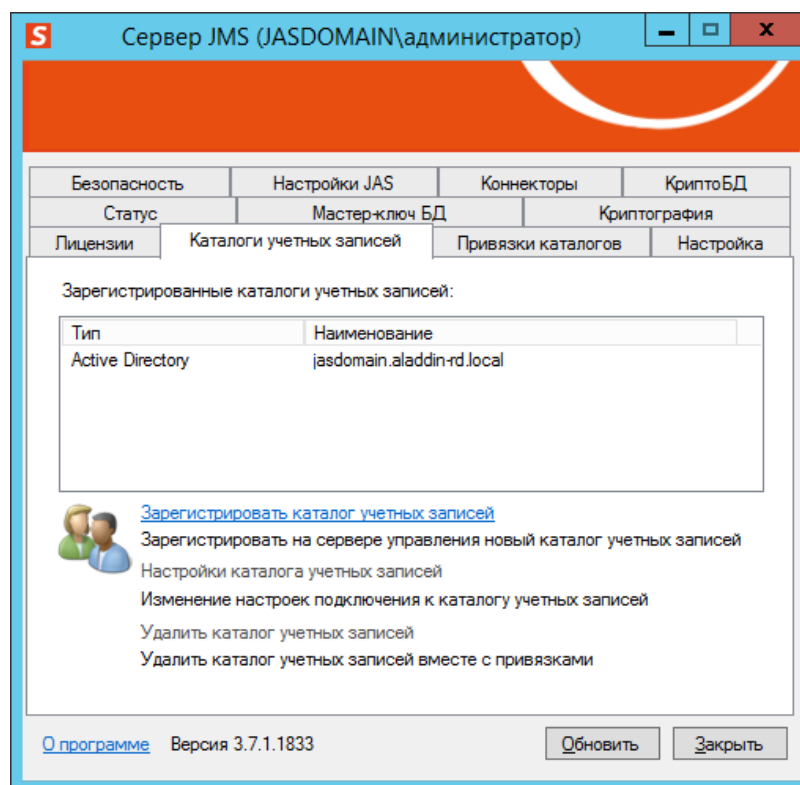 S Сервер JMS (JASDOMAIN\администратор)
Безопасность Настройки JAS Коннекторы КриптоБД
Статус Мастер-ключ БД Криптография
Лицензии Каталоги учетных записей Привязки каталогов Настройка
Зарегистрированные каталоги учетных записей:
Тип Наименование
Active Directory jasdomain.aladdin-rd.local
Зарегистрировать каталог учетных записей
Зарегистрировать на сервере управления новый каталог учетных записей
Настройки каталога учетных записей
Изменение настроек подключения к каталогу учетных записей
Удалить каталог учетных записей
Удалить каталог учетных записей вместе с привязками
О программе Версия 3.7.1.1833 Обновить Закрыть